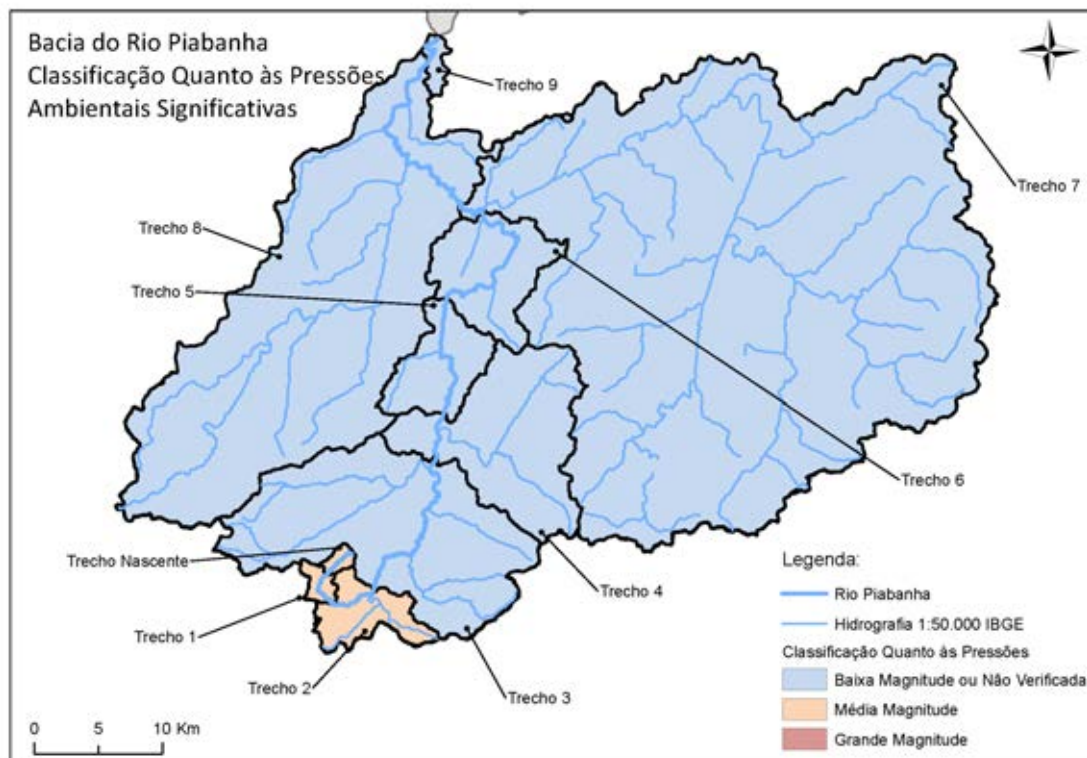 Bacia do Rio Piabanha
Classificação Quanto às Pressões
Ambientais Significativas
Trecho 9
Trecho 7
Trecho 8
Trecho 5
Trecho 6
Trecho Nascente
Trecho 4
Trecho 1
Trecho 2
Trecho 3
Legenda:
Rio Piabanha
Hidrografia 1:50.000 IBGE
Classificação Quanto às Pressões
Baixa Magnitude ou Não Verificada
Média Magnitude
Grande Magnitude
0 5 10 Km